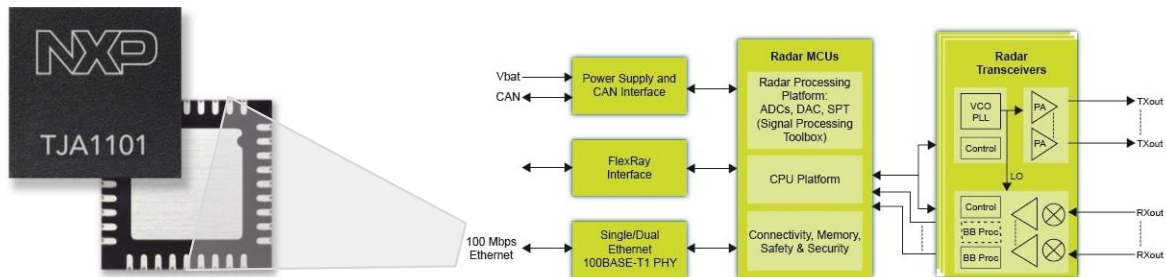 NXP
TJA1101
Vbat
CAN
Power Supply and
CAN Interface
FlexRay
Interface
100 Mbps
Ethernet
Single/Dual
Ethernet
100BASE-T1 PHY
Radar MCUs
Radar Processing
Platform:
ADCs, DAC, SPT
(Signal Processing
Toolbox)
CPU Platform
Connectivity, Memory,
Safety & Security
Radar
Transceivers
VCO
PLL
Control
PA
PA
LO
Control
BB Proc
BB Proc
TXout
TXout
RXout
RXout